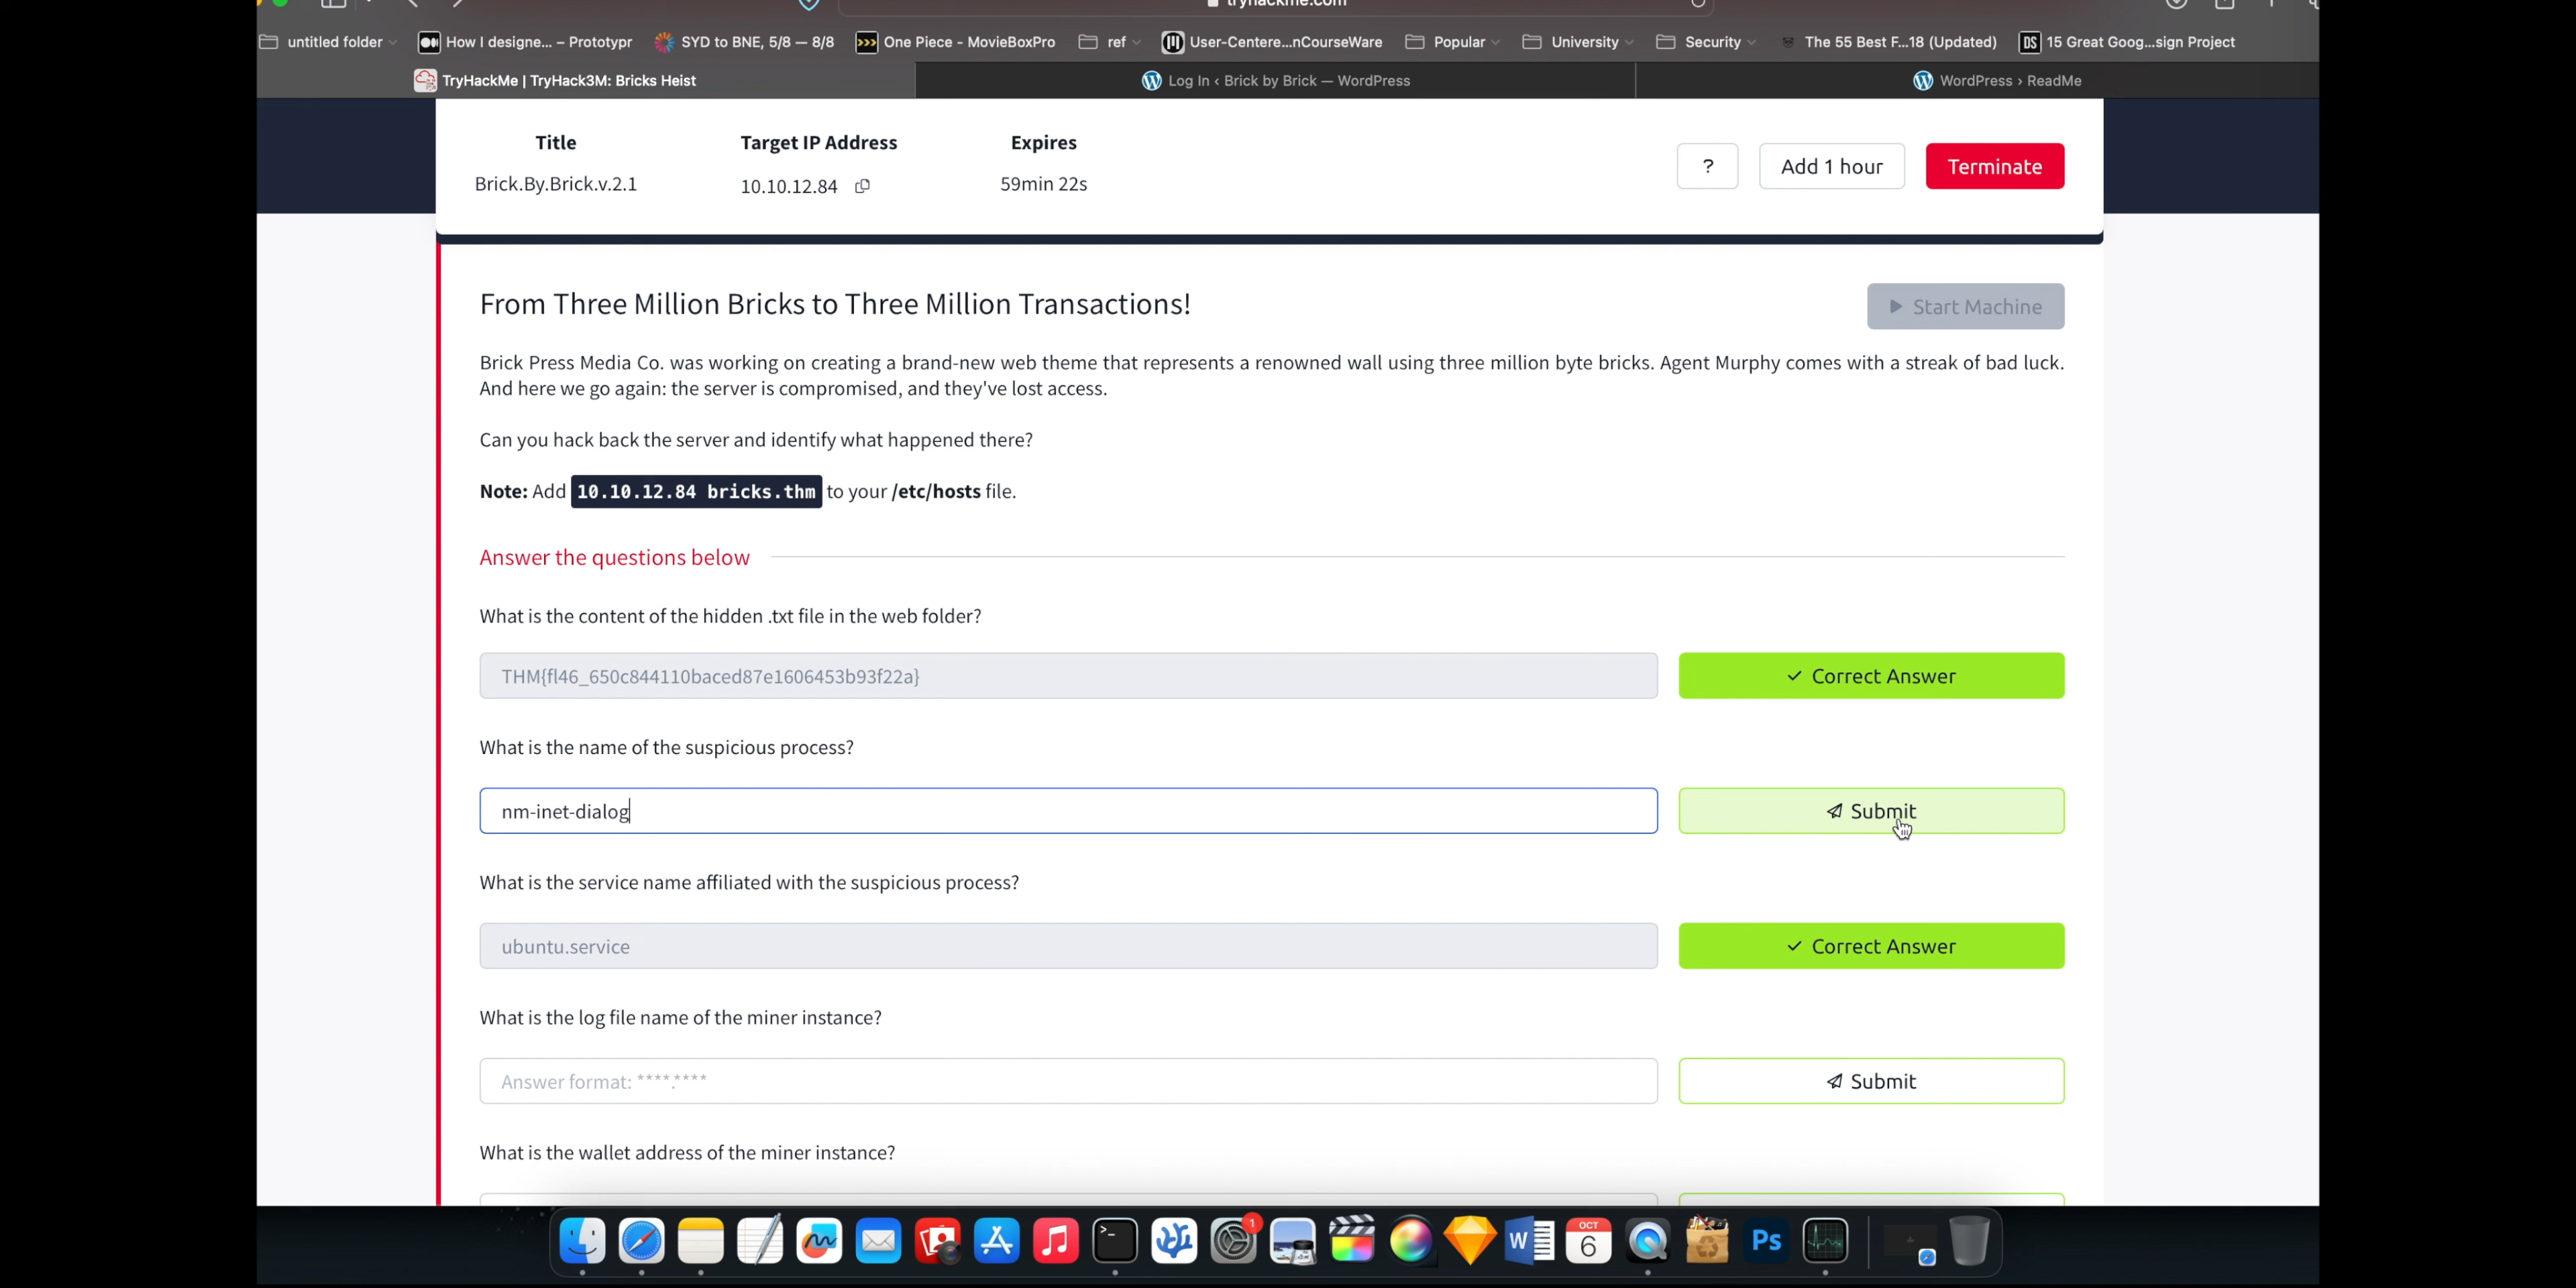 tryhackme.com
untitled folder
How I designe... – Prototypr
SYD to BNE, 5/8 — 8/8
One Piece - MovieBoxPro
ref
User-Centere...nCourseWare
Popular
University
Security
The 55 Best F...18 (Updated)
DS
15 Great Goog...sign Project
TryHackMe | TryHack3M: Bricks Heist
Log In ‹ Brick by Brick — WordPress
WordPress › ReadMe
Title
Target IP Address
Expires
Brick.By.Brick.v.2.1
10.10.12.84
59min 22s
?
Add 1 hour
Terminate
From Three Million Bricks to Three Million Transactions!
Start Machine
Brick Press Media Co. was working on creating a brand-new web theme that represents a renowned wall using three million byte bricks. Agent Murphy comes with a streak of bad luck.
And here we go again: the server is compromised, and they've lost access.
Can you hack back the server and identify what happened there?
Note: Add 10.10.12.84 bricks.thm to your /etc/hosts file.
Answer the questions below
What is the content of the hidden .txt file in the web folder?
THM{fl46_650c844110baced87e1606453b93f22a}
Correct Answer
What is the name of the suspicious process?
nm-inet-dialog
Submit
What is the service name affiliated with the suspicious process?
ubuntu.service
Correct Answer
What is the log file name of the miner instance?
Answer format: ****.****
Submit
What is the wallet address of the miner instance?
1
W
OCT
6
Ps